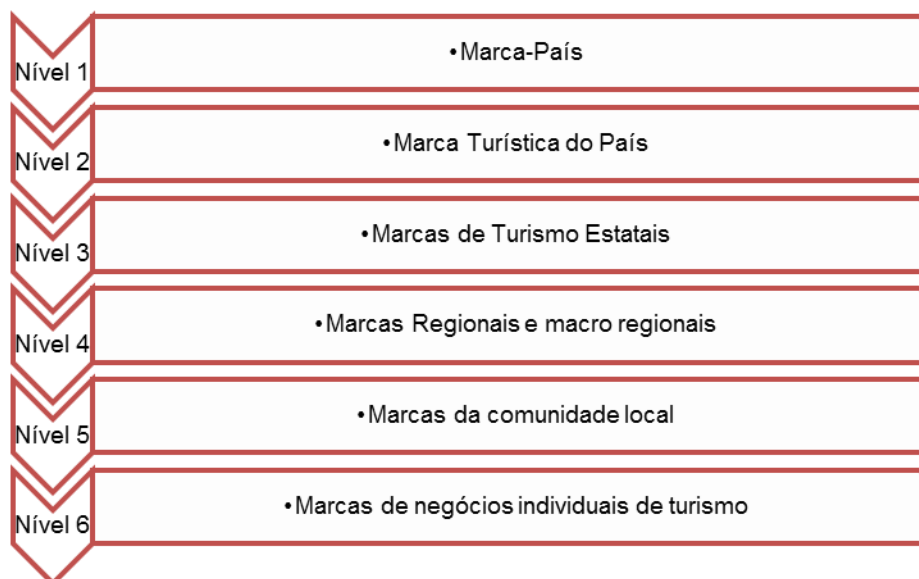 Nível 1
•Marca-País
Nível 2
•Marca Turística do País
Nível 3
•Marcas de Turismo Estatais
Nível 4
•Marcas Regionais e macro regionais
Nível 5
•Marcas da comunidade local
Nível 6
•Marcas de negócios individuais de turismo